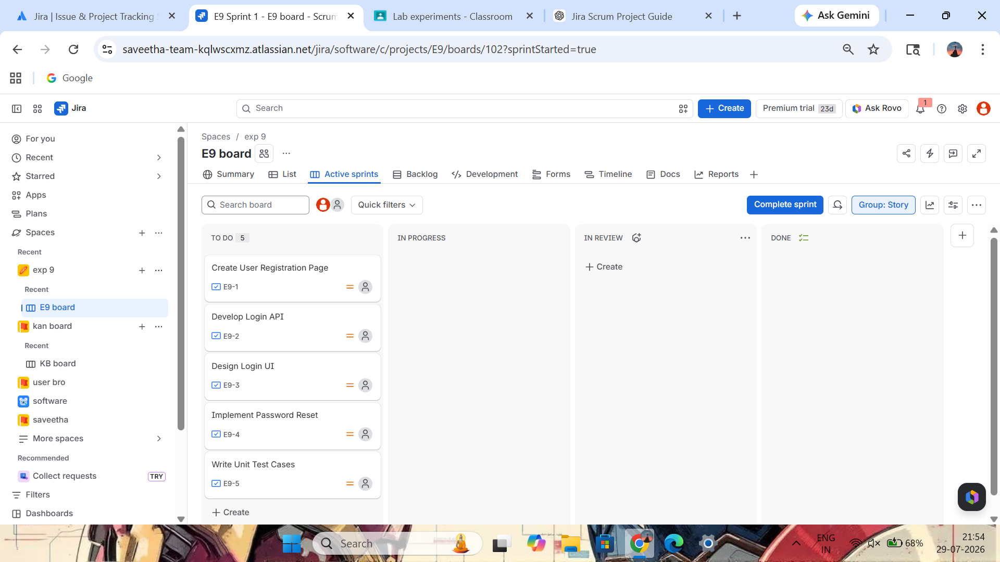 Jira | Issue & Project Tracking S
E9 Sprint 1 - E9 board - Scrum
Lab experiments - Classroom
Jira Scrum Project Guide
Ask Gemini
saveetha-team-kqlwscxmz.atlassian.net/jira/software/c/projects/E9/boards/102?sprintStarted=true
Google
Jira
Search
Create
Premium trial 23d
Ask Rovo
1
For you
Recent
Starred
Apps
Plans
Spaces
Recent
exp 9
Recent
E9 board
kan board
Recent
KB board
user bro
software
saveetha
More spaces
Recommended
Collect requests TRY
Filters
Dashboards
Spaces / exp 9
E9 board
Summary
List
Active sprints
Backlog
Development
Forms
Timeline
Docs
Reports
Search board
Quick filters
Complete sprint
Group: Story
TO DO 5
Create User Registration Page
E9-1
Develop Login API
E9-2
Design Login UI
E9-3
Implement Password Reset
E9-4
Write Unit Test Cases
E9-5
Create
IN PROGRESS
IN REVIEW
Create
DONE
Search
ENG
IN
68%
21:54
29-07-2026